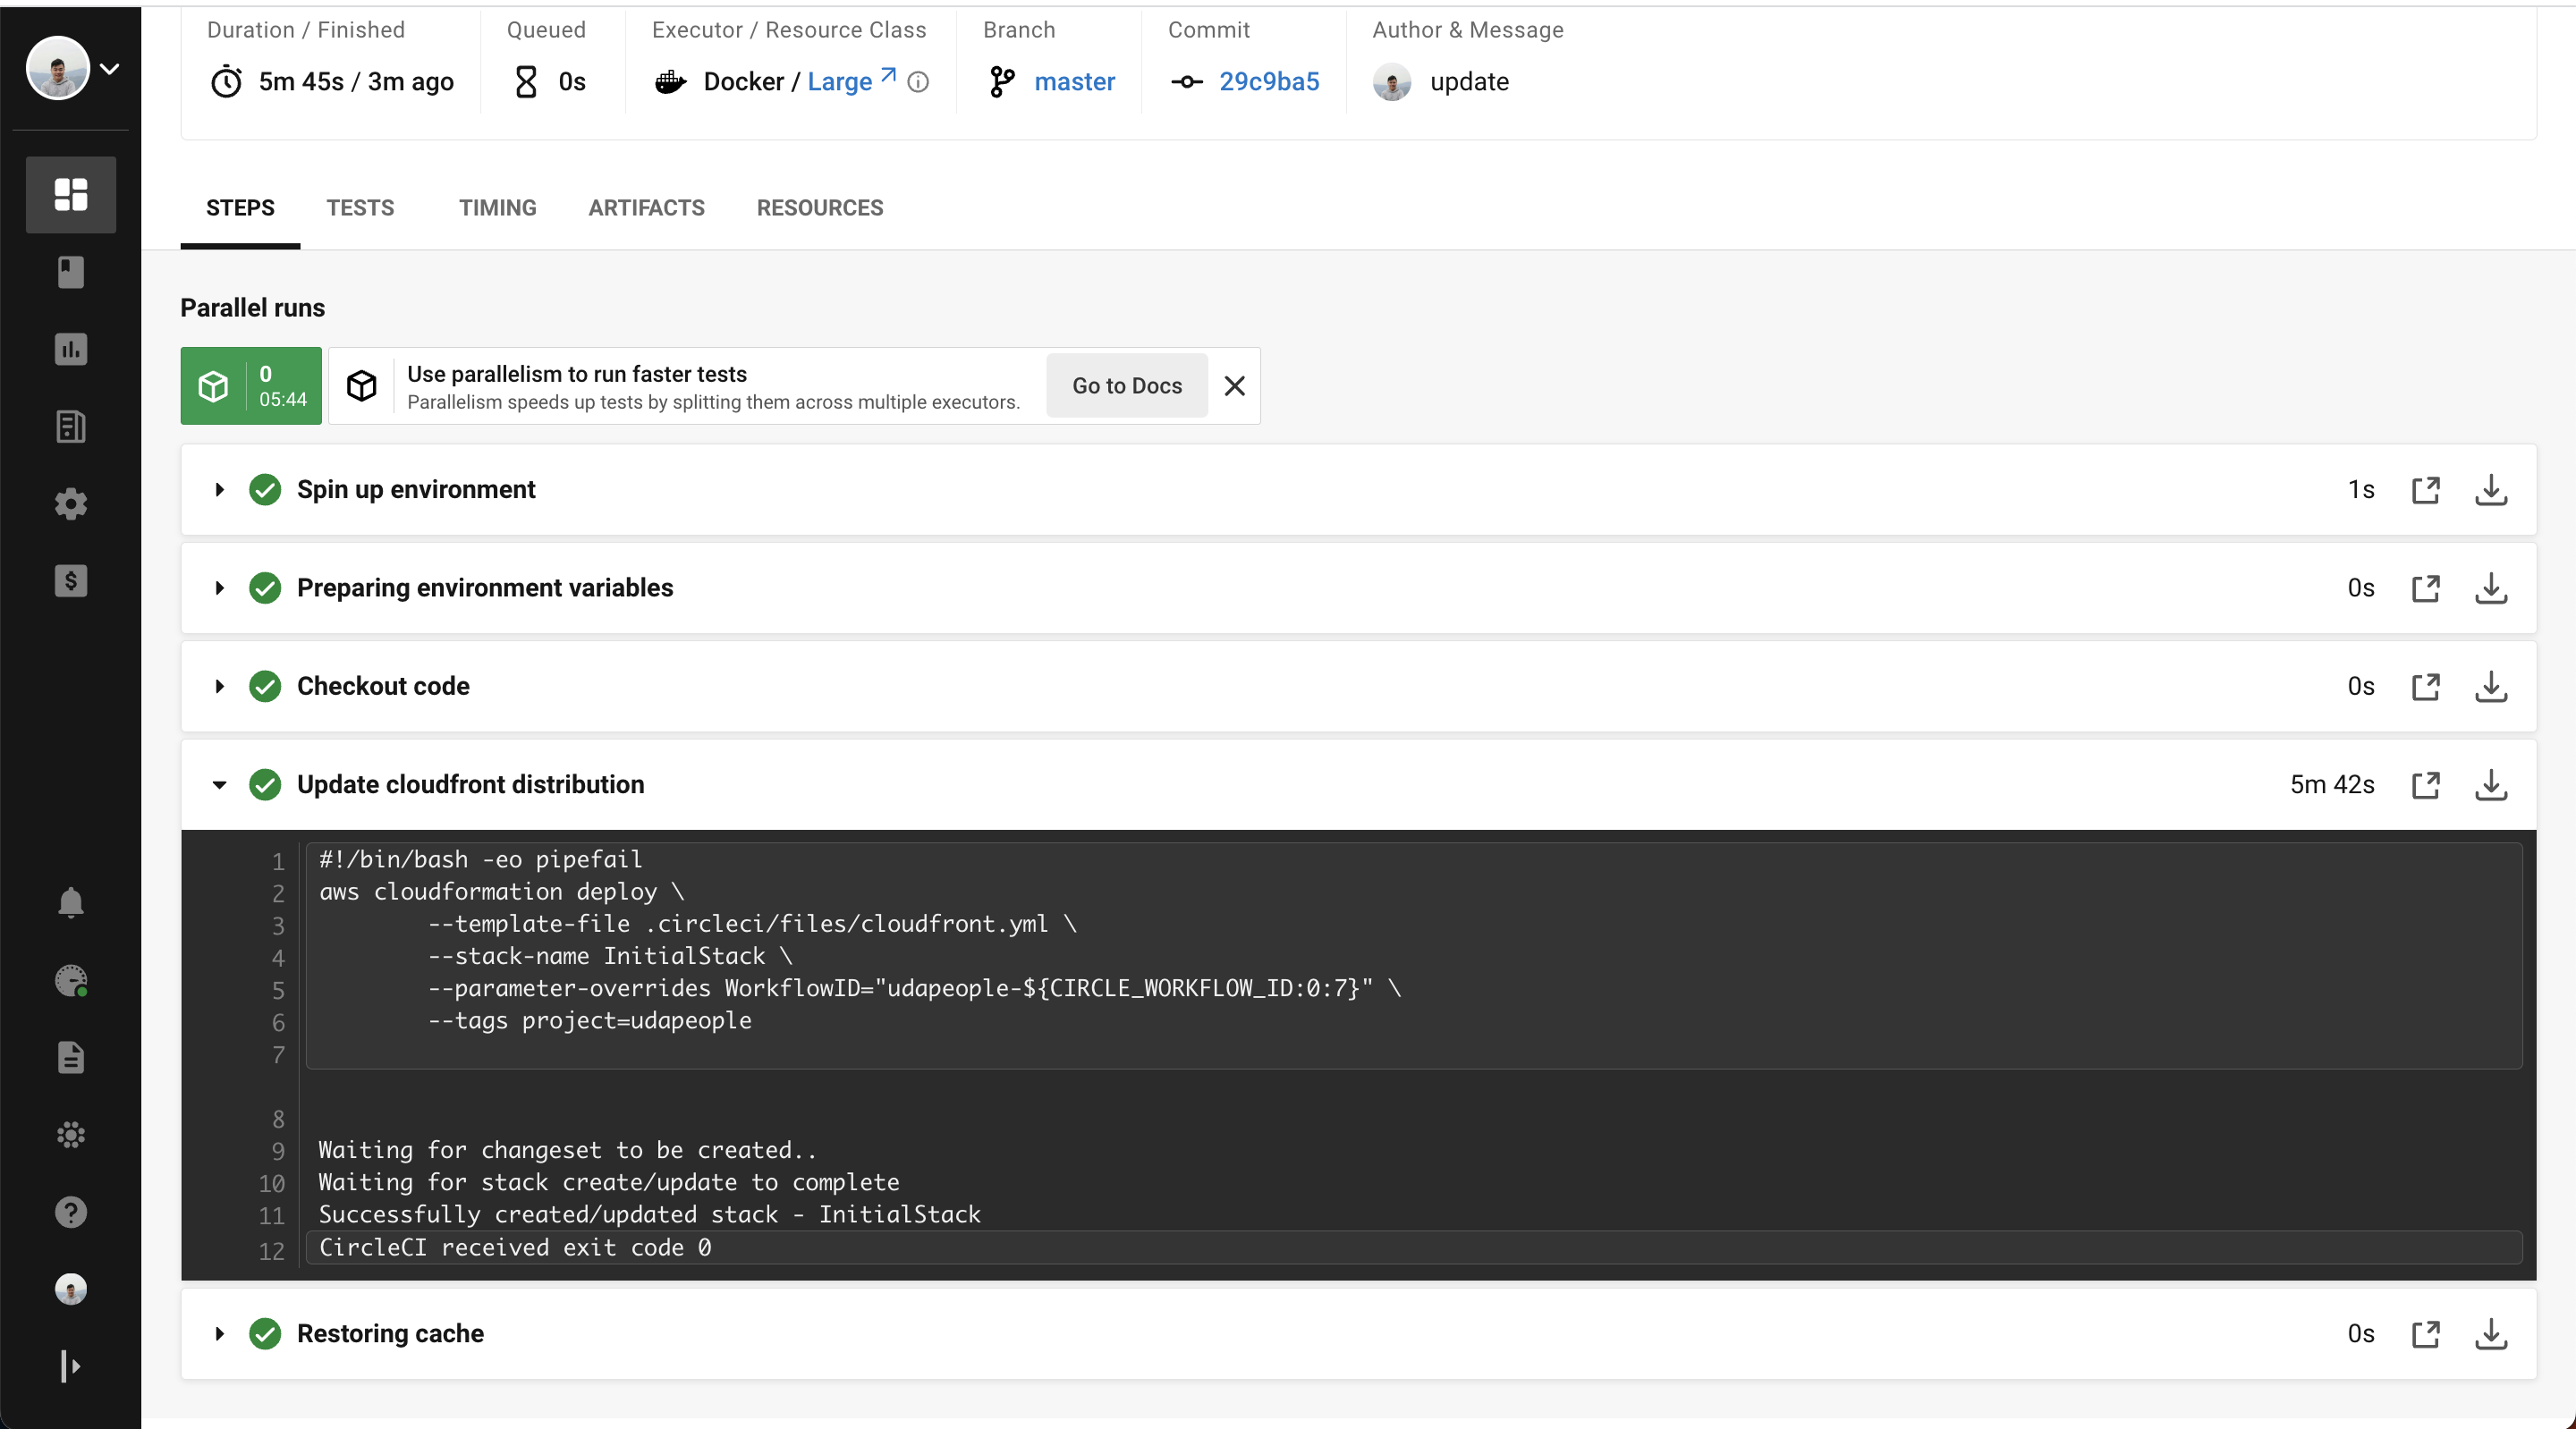 Duration / Finished
5m 45s / 3m ago
Queued
0s
Executor / Resource Class
Docker / Large
Branch
master
Commit
29c9ba5
Author & Message
update
STEPS
TESTS
TIMING
ARTIFACTS
RESOURCES
Parallel runs
0
05:44
Use parallelism to run faster tests
Parallelism speeds up tests by splitting them across multiple executors.
Go to Docs
Spin up environment
1s
Preparing environment variables
0s
Checkout code
0s
Update cloudfront distribution
5m 42s
1 #!/bin/bash -eo pipefail
2 aws cloudformation deploy \
3 --template-file .circleci/files/cloudfront.yml \
4 --stack-name InitialStack \
5 --parameter-overrides WorkflowID="udapeople-${CIRCLE_WORKFLOW_ID:0:7}" \
6 --tags project=udapeople
7
8
9 Waiting for changeset to be created..
10 Waiting for stack create/update to complete
11 Successfully created/updated stack - InitialStack
12 CircleCI received exit code 0
Restoring cache
0s